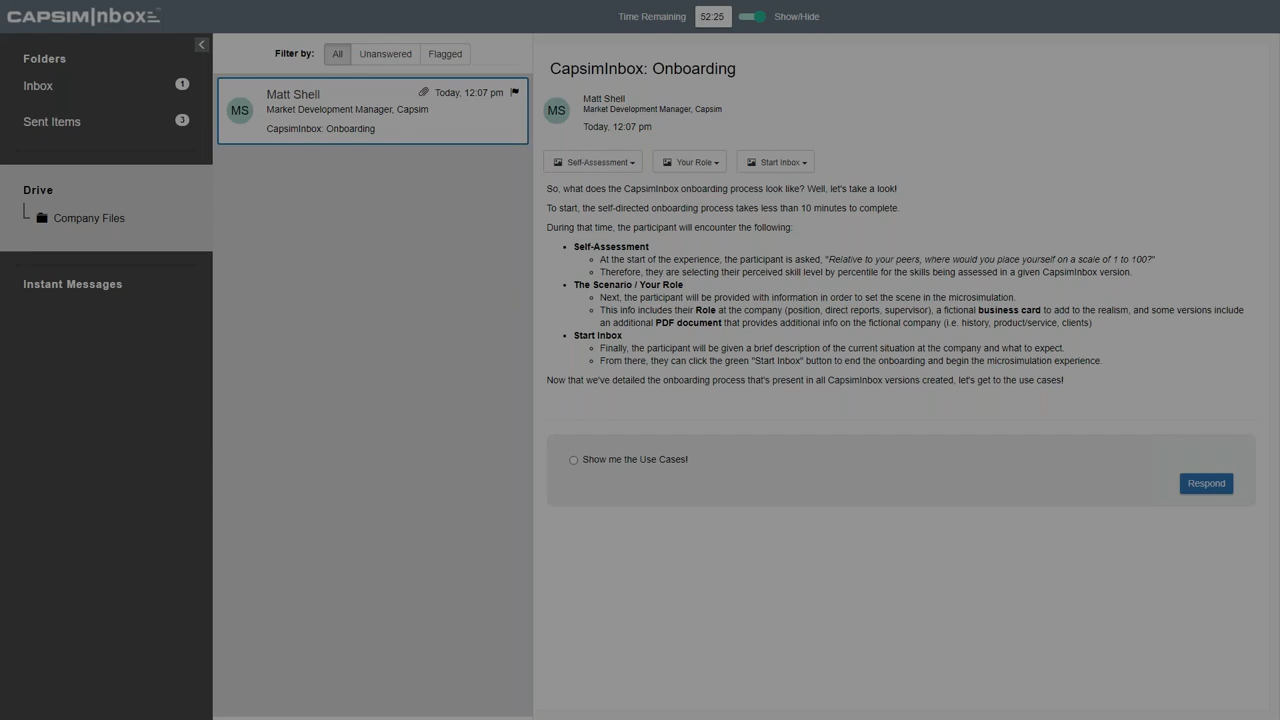 CAPSIM|nbox
Time Remaining 52:25 Show/Hide
Folders
Inbox 1
Sent Items 3
Drive
Company Files
Instant Messages
Filter by: All Unanswered Flagged
MS
Matt Shell
Today, 12:07 pm
Market Development Manager, Capsim
CapsimInbox: Onboarding
CapsimInbox: Onboarding
MS
Matt Shell
Market Development Manager, Capsim
Today, 12:07 pm
Self-Assessment Your Role Start Inbox
So, what does the CapsimInbox onboarding process look like? Well, let's take a look!
To start, the self-directed onboarding process takes less than 10 minutes to complete.
During that time, the participant will encounter the following:
Self-Assessment
At the start of the experience, the participant is asked, "Relative to your peers, where would you place yourself on a scale of 1 to 100?"
Therefore, they are selecting their perceived skill level by percentile for the skills being assessed in a given CapsimInbox version.
The Scenario / Your Role
Next, the participant will be provided with information in order to set the scene in the microsimulation.
This info includes their Role at the company (position, direct reports, supervisor), a fictional business card to add to the realism, and some versions include
an additional PDF document that provides additional info on the fictional company (i.e. history, product/service, clients)
Start Inbox
Finally, the participant will be given a brief description of the current situation at the company and what to expect.
From there, they can click the green "Start Inbox" button to end the onboarding and begin the microsimulation experience.
Now that we've detailed the onboarding process that's present in all CapsimInbox versions created, let's get to the use cases!
Show me the Use Cases!
Respond